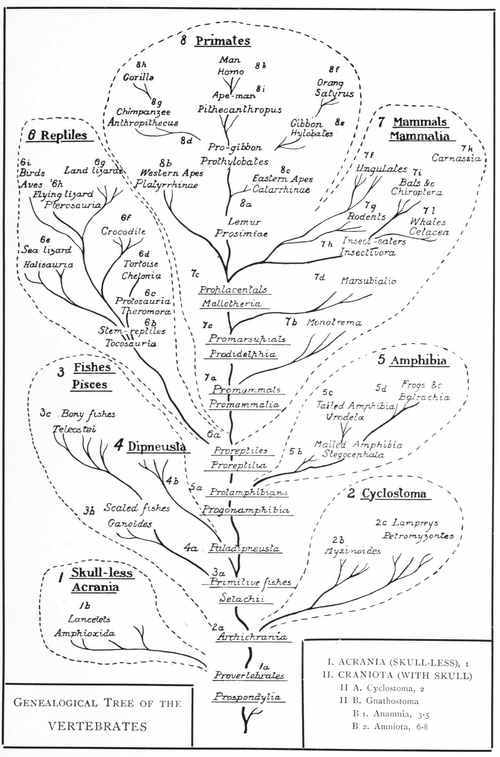 8 Primates
8h
Gorilla
Man
Homo
8k
Ape-man
8i
Pithecanthropus
8f
Orang
Satyrus
8g
Chimpanzee
Anthropithecus
8d
Gibbon
8e
Hylobates
Pro-gibbon
Prothylobates
8b
Western Apes
Platyrrhinae
8c
Eastern Apes
Catarrhinae
8a
Lemur
Prosimiae
6 Reptiles
6i
Birds
Aves
6g
Land lizards
6h
Flying lizard
Pterosauria
6f
Crocodile
6e
Sea lizard
Halisauria
6d
Tortoise
Chelonia
6c
Protosauria
Theromora
6b
Stem-reptiles
Tocosauria
7 Mammals
Mammalia
7k
Carnassia
7f
Ungulates
7i
Bats &c
Chiroptera
7g
Rodents
7l
Whales
Cetacea
7h
Insect-eaters
Insectivora
7c
Prohlacentals
Mallotheria
7d
Marsubialia
7e
Promarsupials
Prodidelphia
7b
Monotrema
7a
Promammals
Promammalia
3 Fishes
Pisces
3c
Bony fishes
Teleostei
4 Dipneusta
4b
3b
Scaled fishes
Ganoides
5 Amphibia
5c
Tailed Amphibia
Urodela
5d
Frogs &c
Batrachia
5b
Mailed Amphibia
Stegocephala
6a
Proreptiles
Proreptilia
5a
Protamphibians
Progonamphibia
4a
Paladipneusta
3a
Primitive fishes
Selachii
2 Cyclostoma
2c Lamprys
Petromyzontes
2b
Myxinoides
1 Skull-less
Acrania
1b
Lancelets
Amphioxida
2a
Archicrania
1a
Provertebrates
Prospondylia
Genealogical Tree of the
VERTEBRATES
I. ACRANIA (SKULL-LESS), 1
II. CRANIOTA (WITH SKULL)
II A. Cyclostoma, 2
II B. Gnathostoma
B 1. Anamnia, 3-5
B 2. Amniota, 6-8